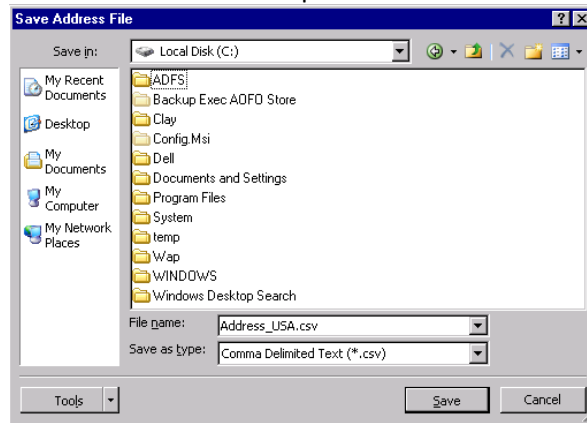 Save Address File
Save in:
Local Disk (C:)
My Recent
Documents
Desktop
My
Documents
My
Computer
My Network
Places
ADFS
Backup Exec AOFO Store
Clay
Config.Msi
Dell
Documents and Settings
Program Files
System
temp
Wap
WINDOWS
Windows Desktop Search
File name:
Address_USA.csv
Save as type:
Comma Delimited Text (*.csv)
Tools
Save
Cancel